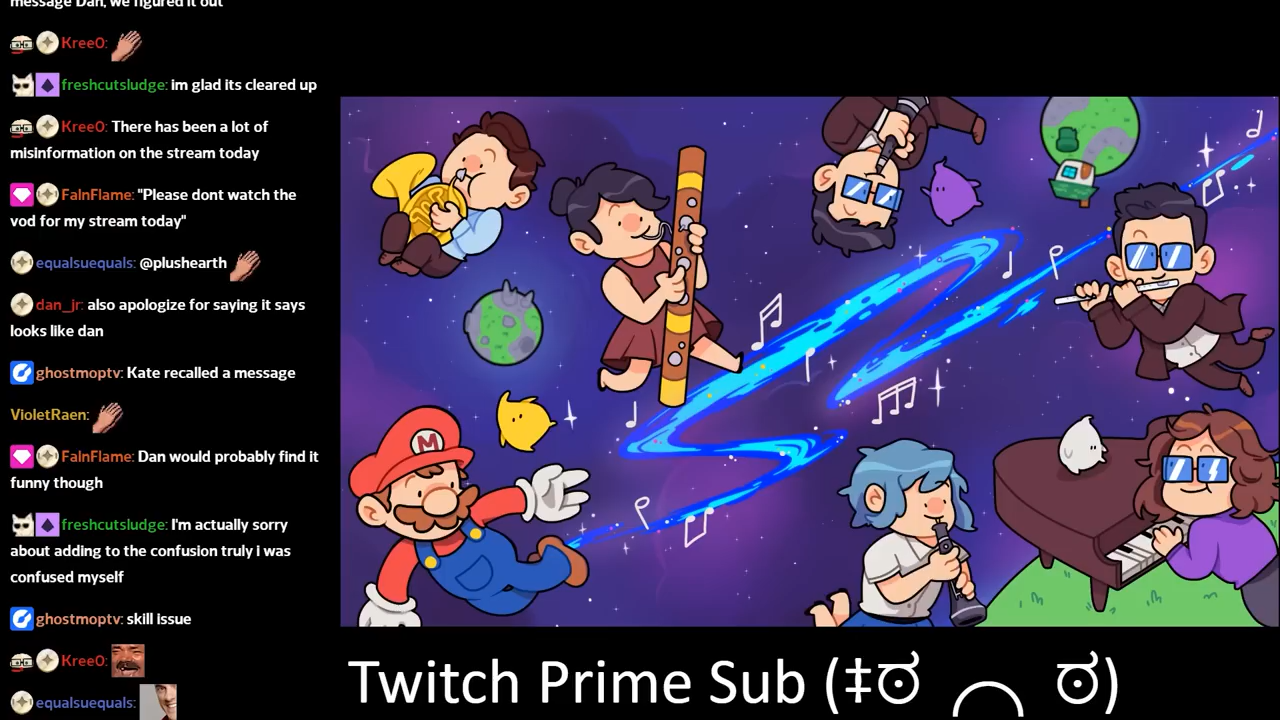 message Dan, we figured it out
KreeO:
freshcutsludge: im glad its cleared up
KreeO: There has been a lot of
misinformation on the stream today
FalnFlame: "Please dont watch the
vod for my stream today"
equalsuequals: @plushearth
dan_jr: also apologize for saying it says
looks like dan
ghostmoptv: Kate recalled a message
VioletRaen:
FalnFlame: Dan would probably find it
funny though
freshcutsludge: I'm actually sorry
about adding to the confusion truly i was
confused myself
ghostmoptv: skill issue
KreeO:
equalsuequals:
M
Twitch Prime Sub (‡ಠ ╭╮ ಠ)